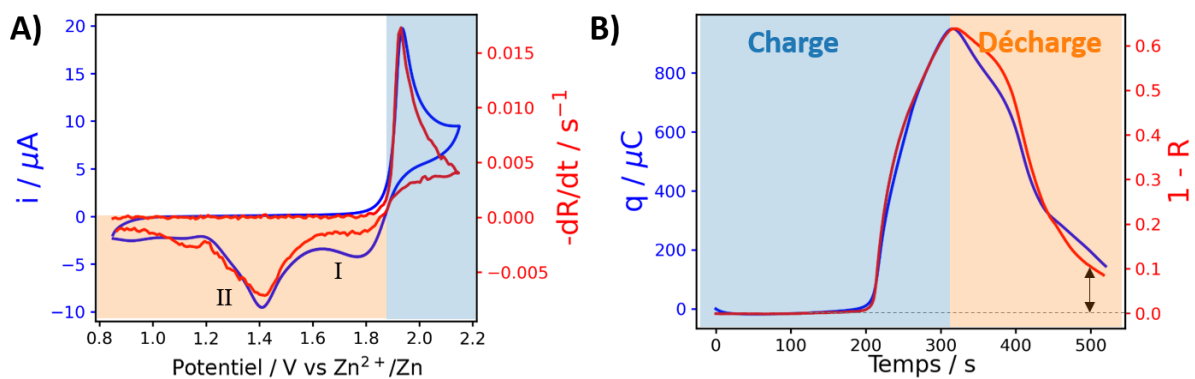 A)
20
15
10
5
0
−5
−10
i / μA
0.8 1.0 1.2 1.4 1.6 1.8 2.0 2.2
Potentiel / V vs Zn²⁺/Zn
0.015
0.010
0.005
0.000
−0.005
-dR/dt / s⁻¹
I
II
B)
Charge
Décharge
800
600
400
200
0
q / μC
0 100 200 300 400 500
Temps / s
0.6
0.5
0.4
0.3
0.2
0.1
0.0
1 - R